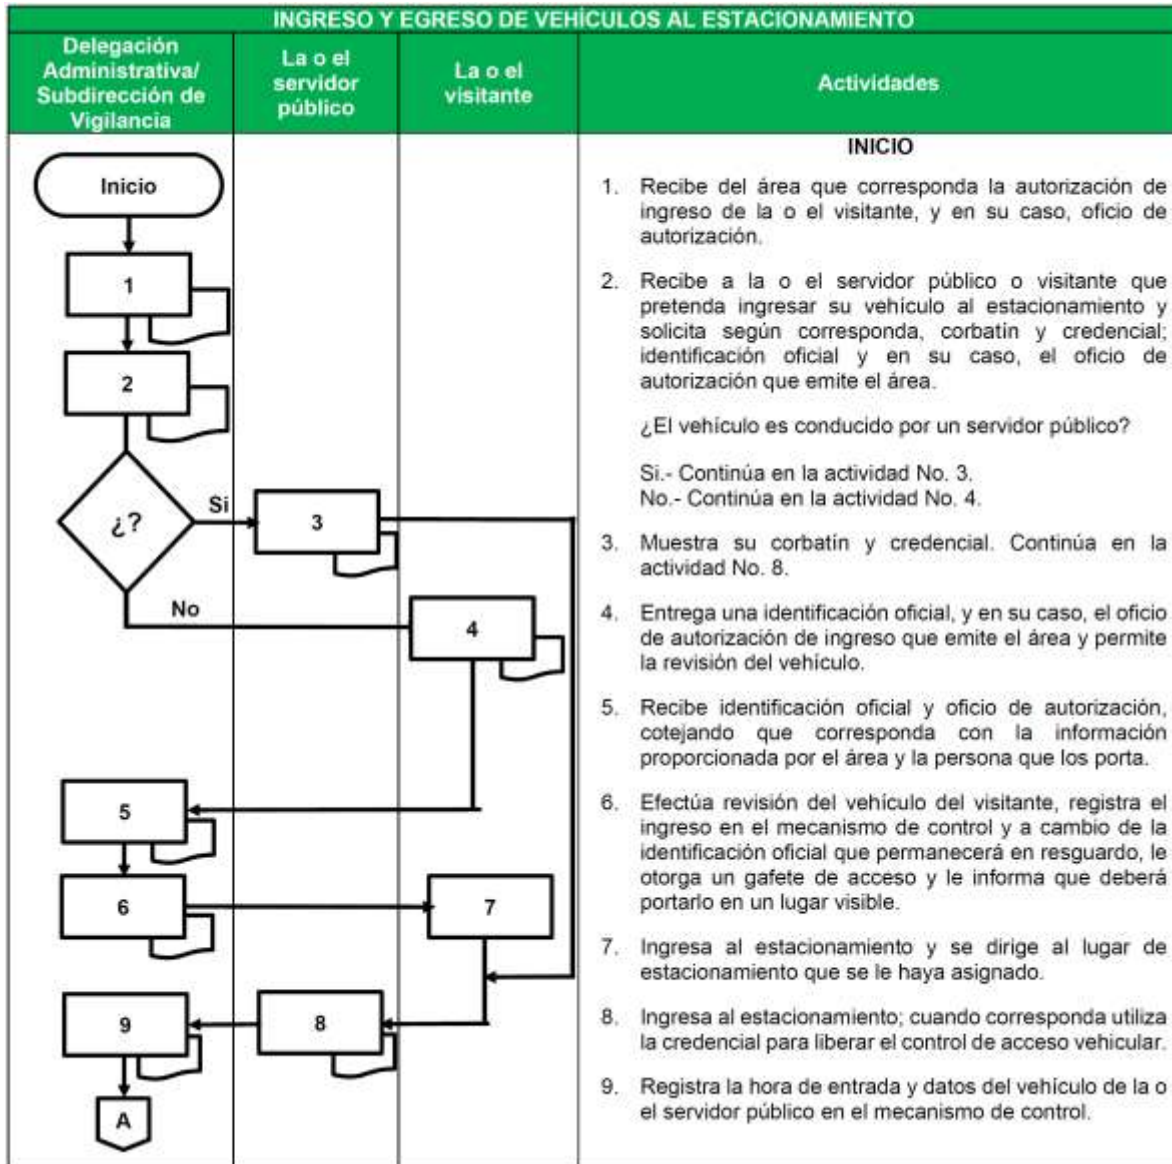 INGRESO Y EGRESO DE VEHÍCULOS AL ESTACIONAMIENTO
Delegación
Administrativa/
Subdirección de
Vigilancia
La o el
servidor
público
La o el
visitante
Actividades
Inicio
1
2
¿?
Si
3
No
4
5
6
7
8
9
A
INICIO
1. Recibe del área que corresponda la autorización de
ingreso de la o el visitante, y en su caso, oficio de
autorización.
2. Recibe a la o el servidor público o visitante que
pretenda ingresar su vehículo al estacionamiento y
solicita según corresponda, corbatín y credencial;
identificación oficial y en su caso, el oficio de
autorización que emite el área.
¿El vehículo es conducido por un servidor público?
Si.- Continúa en la actividad No. 3.
No.- Continúa en la actividad No. 4.
3. Muestra su corbatín y credencial. Continúa en la
actividad No. 8.
4. Entrega una identificación oficial, y en su caso, el oficio
de autorización de ingreso que emite el área y permite
la revisión del vehículo.
5. Recibe identificación oficial y oficio de autorización,
cotejando que corresponda con la información
proporcionada por el área y la persona que los porta.
6. Efectúa revisión del vehículo del visitante, registra el
ingreso en el mecanismo de control y a cambio de la
identificación oficial que permanecerá en resguardo, le
otorga un gafete de acceso y le informa que deberá
portarlo en un lugar visible.
7. Ingresa al estacionamiento y se dirige al lugar de
estacionamiento que se le haya asignado.
8. Ingresa al estacionamiento; cuando corresponda utiliza
la credencial para liberar el control de acceso vehicular.
9. Registra la hora de entrada y datos del vehículo de la o
el servidor público en el mecanismo de control.